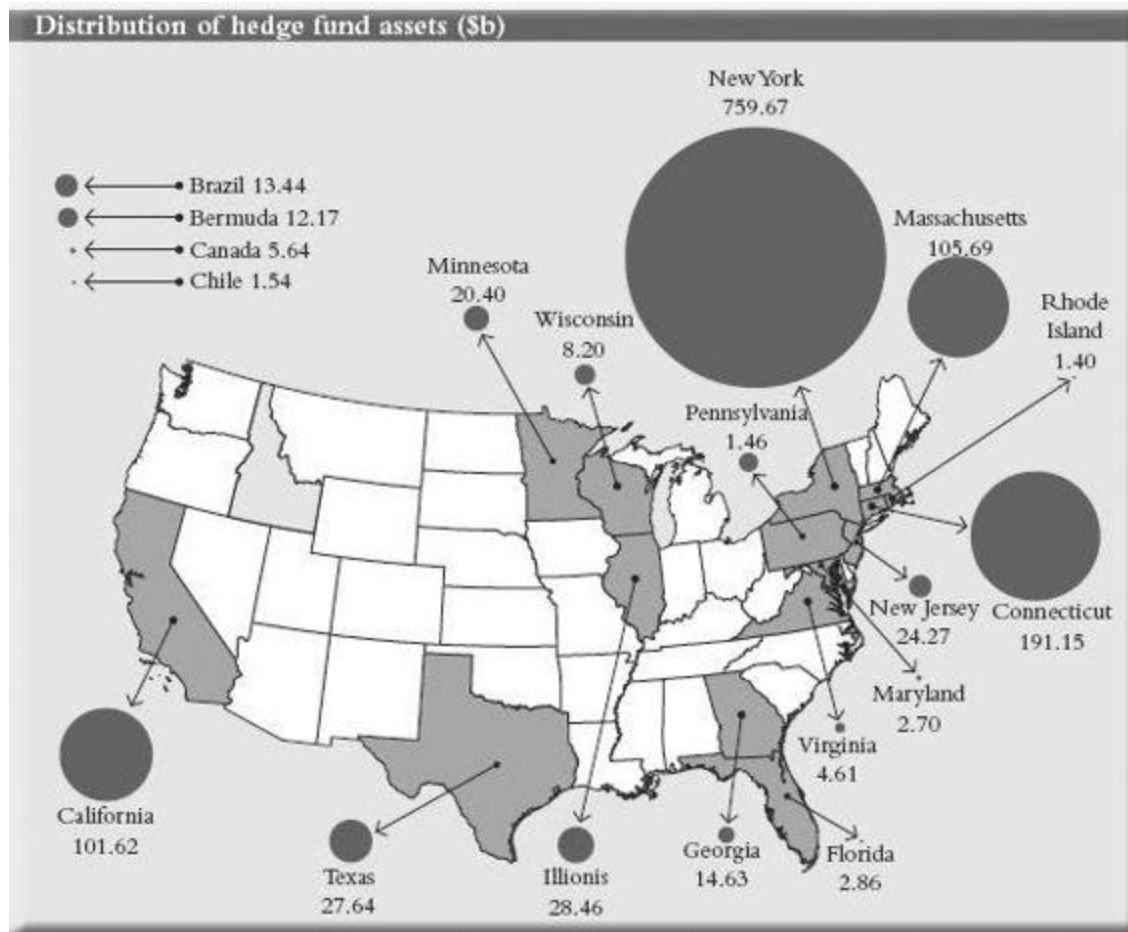 Distribution of hedge fund assets ($b)
New York
759.67
Brazil 13.44
Bermuda 12.17
Canada 5.64
Chile 1.54
Massachusetts
105.69
Minnesota
20.40
Wisconsin
8.20
Rhode
Island
1.40
Pennsylvania
1.46
New Jersey
24.27
Connecticut
191.15
Maryland
2.70
Virginia
4.61
California
101.62
Texas
27.64
Illionis
28.46
Georgia
14.63
Florida
2.86